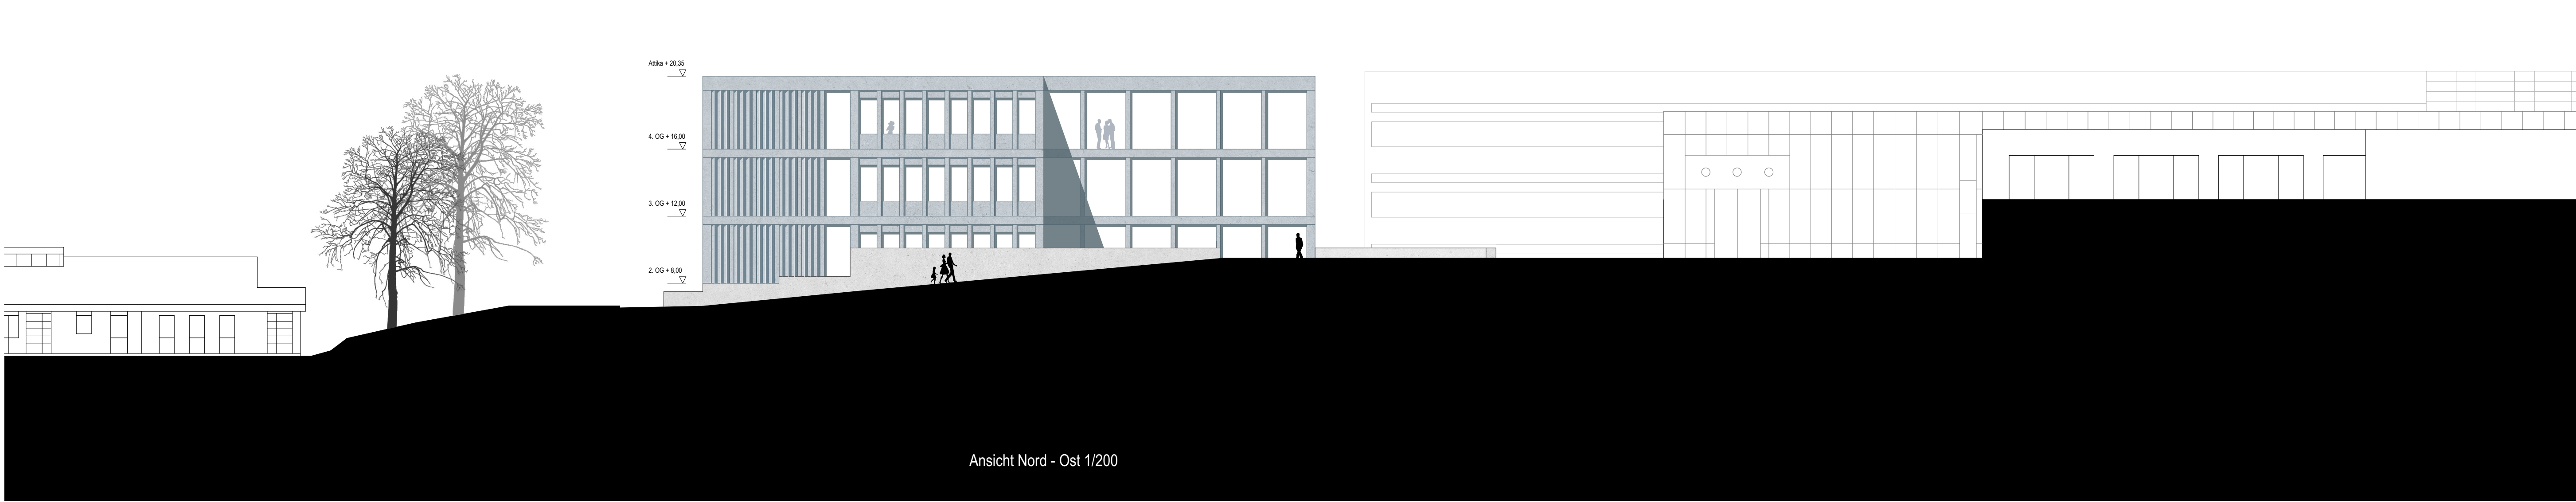 Attika + 20,35
4. OG + 16,00
3. OG + 12,00
2. OG + 8,00
Ansicht Nord - Ost 1/200